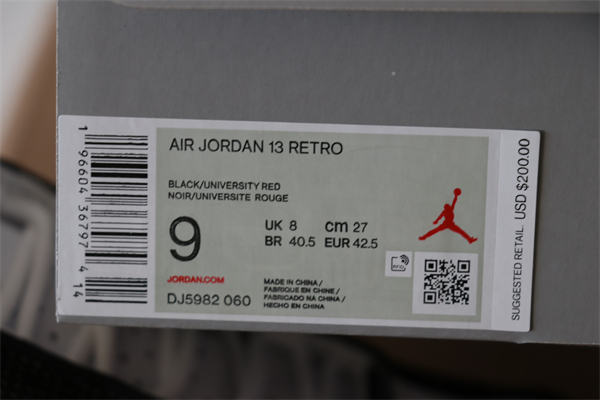 AIR JORDAN 13 RETRO
BLACK/UNIVERSITY RED
NOIR/UNIVERSITE ROUGE
9
UK 8 cm 27
BR 40.5 EUR 42.5
JORDAN.COM
DJ5982 060
MADE IN CHINA /
FABRIQUE EN CHINE /
FABRICADO NA CHINA /
HECHO EN CHINA
RFID
SUGGESTED RETAIL USD $200.00
1 96604 36797 414